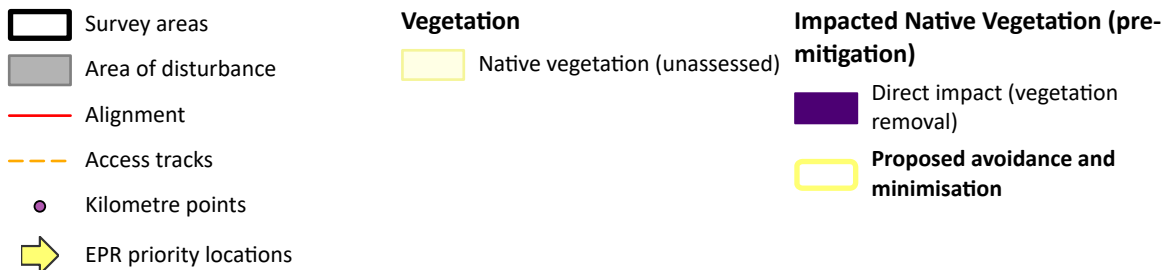 Survey areas
Area of disturbance
Alignment
Access tracks
Kilometre points
EPR priority locations
Vegetation
Native vegetation (unassessed)
Impacted Native Vegetation (pre-
mitigation)
Direct impact (vegetation
removal)
Proposed avoidance and
minimisation